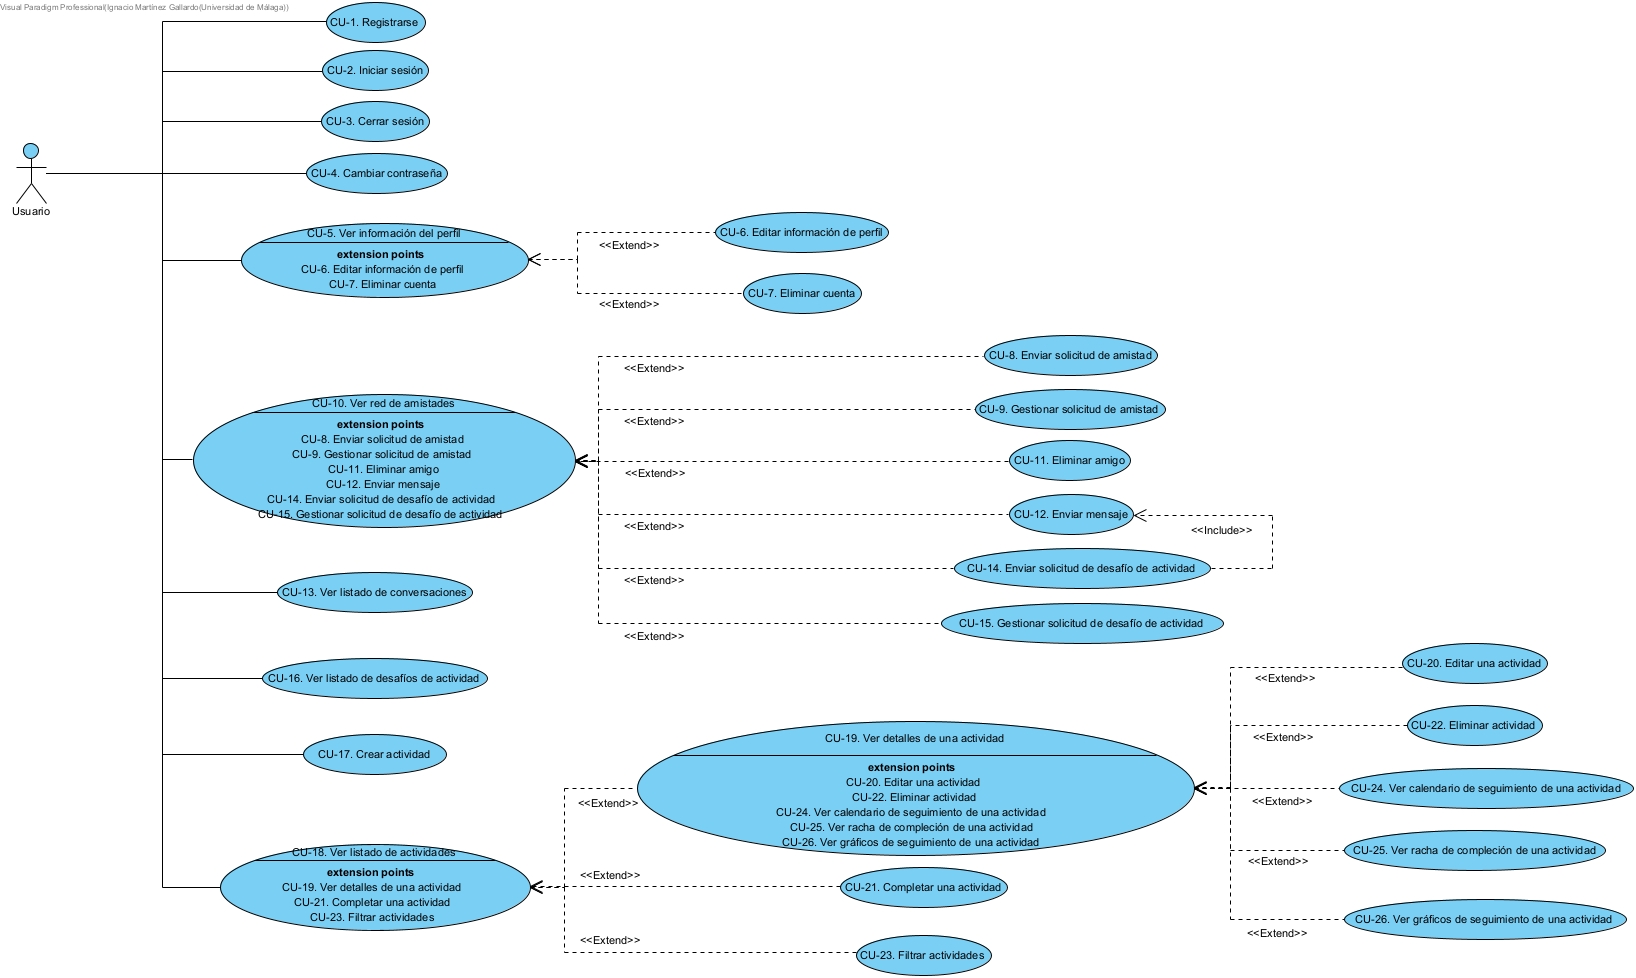 Visual Paradigm Professional(Ignacio Martínez Gallardo(Universidad de Málaga))
CU-1. Registrarse
CU-2. Iniciar sesión
CU-3. Cerrar sesión
CU-4. Cambiar contraseña
Usuario
CU-5. Ver información del perfil
extension points
CU-6. Editar información de perfil
CU-7. Eliminar cuenta
<<Extend>>
CU-6. Editar información de perfil
<<Extend>>
CU-7. Eliminar cuenta
CU-10. Ver red de amistades
extension points
CU-8. Enviar solicitud de amistad
CU-9. Gestionar solicitud de amistad
CU-11. Eliminar amigo
CU-12. Enviar mensaje
CU-14. Enviar solicitud de desafío de actividad
CU-15. Gestionar solicitud de desafío de actividad
<<Extend>>
CU-8. Enviar solicitud de amistad
<<Extend>>
CU-9. Gestionar solicitud de amistad
<<Extend>>
CU-11. Eliminar amigo
<<Extend>>
CU-12. Enviar mensaje
<<Include>>
<<Extend>>
CU-14. Enviar solicitud de desafío de actividad
<<Extend>>
CU-15. Gestionar solicitud de desafío de actividad
CU-13. Ver listado de conversaciones
CU-16. Ver listado de desafíos de actividad
CU-17. Crear actividad
CU-18. Ver listado de actividades
extension points
CU-19. Ver detalles de una actividad
CU-21. Completar una actividad
CU-23. Filtrar actividades
<<Extend>>
CU-19. Ver detalles de una actividad
extension points
CU-20. Editar una actividad
CU-22. Eliminar actividad
CU-24. Ver calendario de seguimiento de una actividad
CU-25. Ver racha de compleción de una actividad
CU-26. Ver gráficos de seguimiento de una actividad
<<Extend>>
CU-21. Completar una actividad
<<Extend>>
CU-23. Filtrar actividades
<<Extend>>
CU-20. Editar una actividad
<<Extend>>
CU-22. Eliminar actividad
<<Extend>>
CU-24. Ver calendario de seguimiento de una actividad
<<Extend>>
CU-25. Ver racha de compleción de una actividad
<<Extend>>
CU-26. Ver gráficos de seguimiento de una actividad